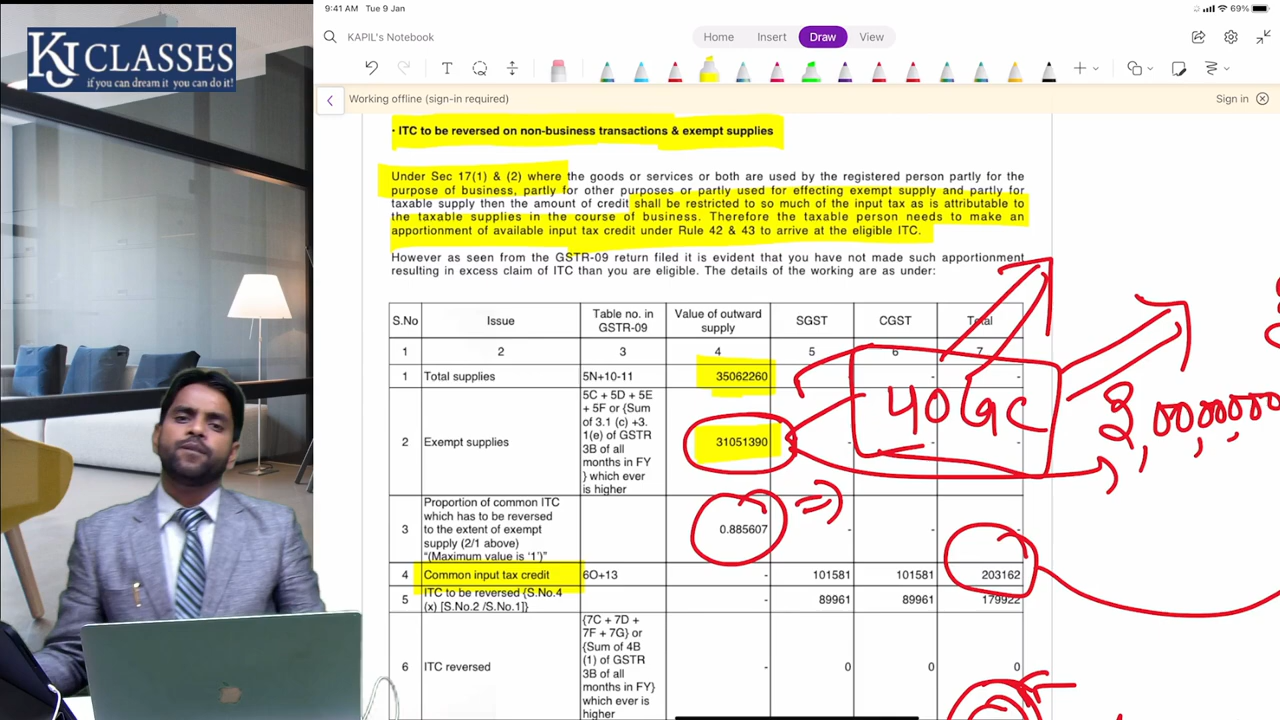 KJ CLASSES
if you can dream it you can do it!
9:41 AM Tue 9 Jan
69%
KAPIL's Notebook
Home Insert Draw View
Working offline (sign-in required)
Sign in
· ITC to be reversed on non-business transactions & exempt supplies
Under Sec 17(1) & (2) where the goods or services or both are used by the registered person partly for the
purpose of business, partly for other purposes or partly used for effecting exempt supply and partly for
taxable supply then the amount of credit shall be restricted to so much of the input tax as is attributable to
the taxable supplies in the course of business. Therefore the taxable person needs to make an
apportionment of available input tax credit under Rule 42 & 43 to arrive at the eligible ITC.
However as seen from the GSTR-09 return filed it is evident that you have not made such apportionment
resulting in excess claim of ITC than you are eligible. The details of the working are as under:
S.No Issue Table no. in GSTR-09 Value of outward supply SGST CGST Total
1 2 3 4 5 6 7
1 Total supplies 5N+10-11 35062260 - -
2 Exempt supplies 5C + 5D + 5E + 5F or {Sum of 3.1 (c) +3.1(e) of GSTR 3B of all months in FY } which ever is higher 31051390 - -
3 Proportion of common ITC which has to be reversed to the extent of exempt supply (2/1 above) “(Maximum value is ‘1’)” 0.885607 - - -
4 Common input tax credit 6O+13 - 101581 101581 203162
5 ITC to be reversed {S.No.4 (x) [S.No.2 /S.No.1]} - 89961 89961 179922
6 ITC reversed {7C + 7D + 7F + 7G} or {Sum of 4B (1) of GSTR 3B of all months in FY} which ever is higher - 0 0 0